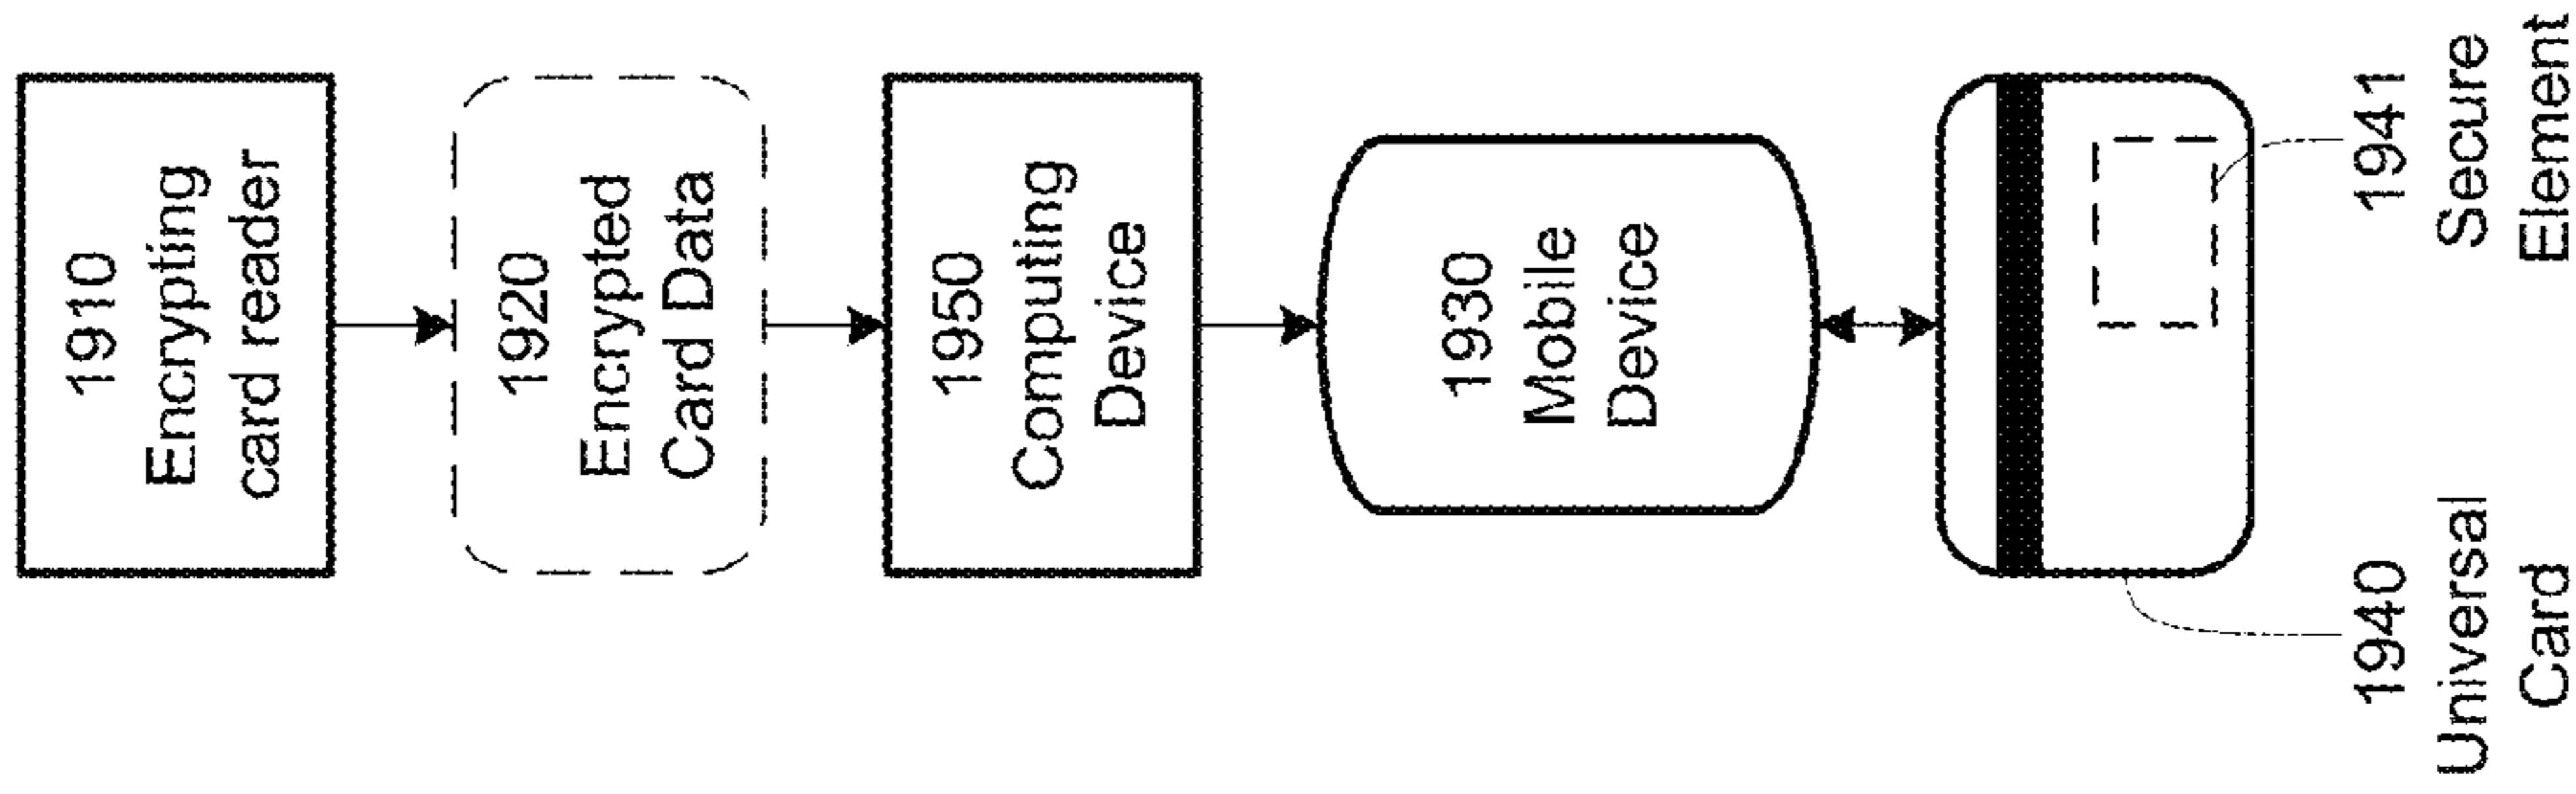 1910
Encrypting
card reader
1920
Encrypted
Card Data
1950
Computing
Device
1930
Mobile
Device
1940
Universal
Card
1941
Secure
Element